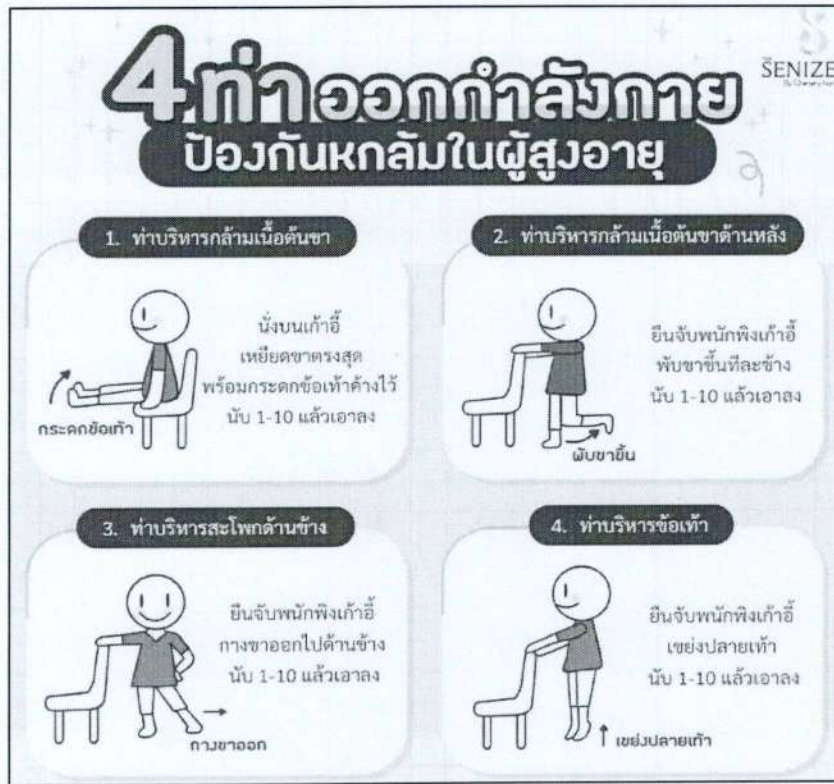 4 ท่า ออกกำลังกาย
ป้องกันหกล้มในผู้สูงอายุ
SENIZE
1. ท่าบริหารกล้ามเนื้อต้นขา
นั่งบนเก้าอี้
เหยียดขาตรงสุด
พร้อมกระดกข้อเท้าค้างไว้
นับ 1-10 แล้วเอาลง
กระดกข้อเท้า
2. ท่าบริหารกล้ามเนื้อต้นขาด้านหลัง
ยืนจับพนักพิงเก้าอี้
พับขาขึ้นทีละข้าง
นับ 1-10 แล้วเอาลง
พับขาขึ้น
3. ท่าบริหารสะโพกด้านข้าง
ยืนจับพนักพิงเก้าอี้
กางขาออกไปด้านข้าง
นับ 1-10 แล้วเอาลง
กางขาออก
4. ท่าบริหารข้อเท้า
ยืนจับพนักพิงเก้าอี้
เขย่งปลายเท้า
นับ 1-10 แล้วเอาลง
เขย่งปลายเท้า